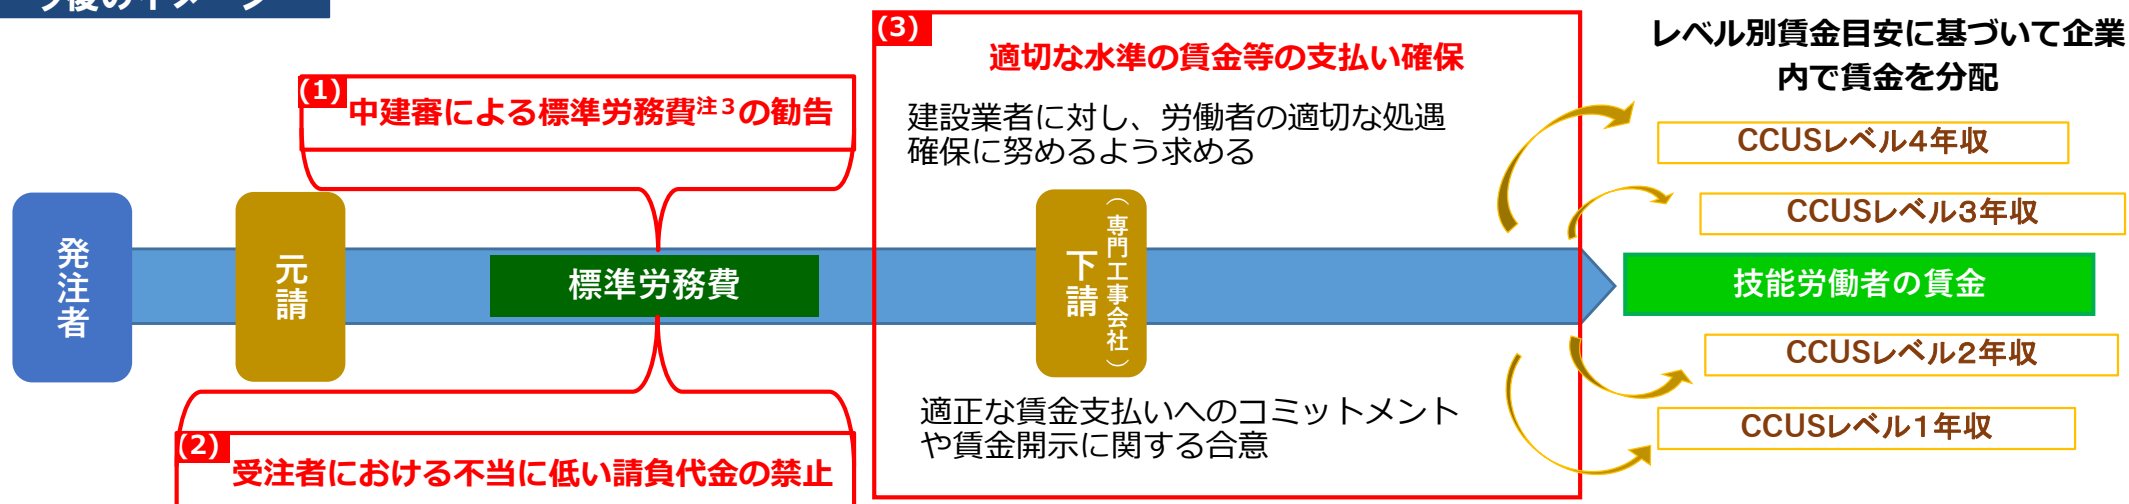 今後のイメージ
(1)
中建審による標準労務費注３の勧告
(3)
適切な水準の賃金等の支払い確保
建設業者に対し、労働者の適切な処遇
確保に努めるよう求める
レベル別賃金目安に基づいて企業
内で賃金を分配
CCUSレベル４年収
CCUSレベル３年収
発注者
元請
標準労務費
下請
（専門工事会社）
技能労働者の賃金
CCUSレベル２年収
CCUSレベル１年収
適正な賃金支払いへのコミットメント
や賃金開示に関する合意
(2)
受注者における不当に低い請負代金の禁止